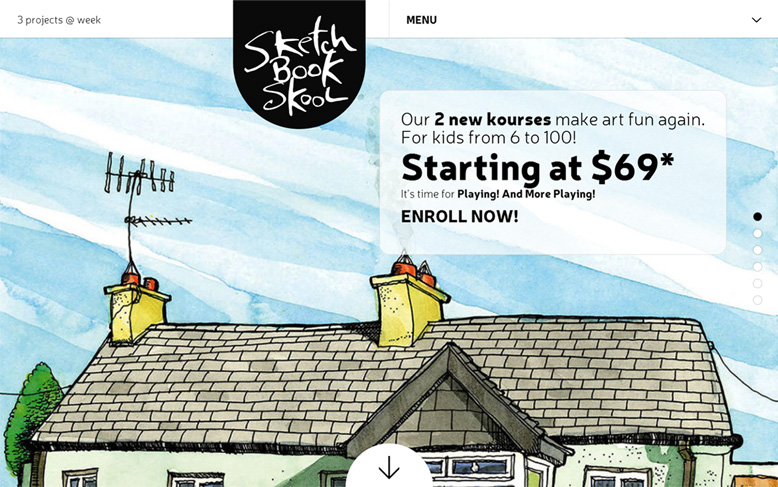 3 projects @ week
Sketch
Book
Skool
MENU
Our 2 new kourses make art fun again.
For kids from 6 to 100!
Starting at $69*
It's time for Playing! And More Playing!
ENROLL NOW!